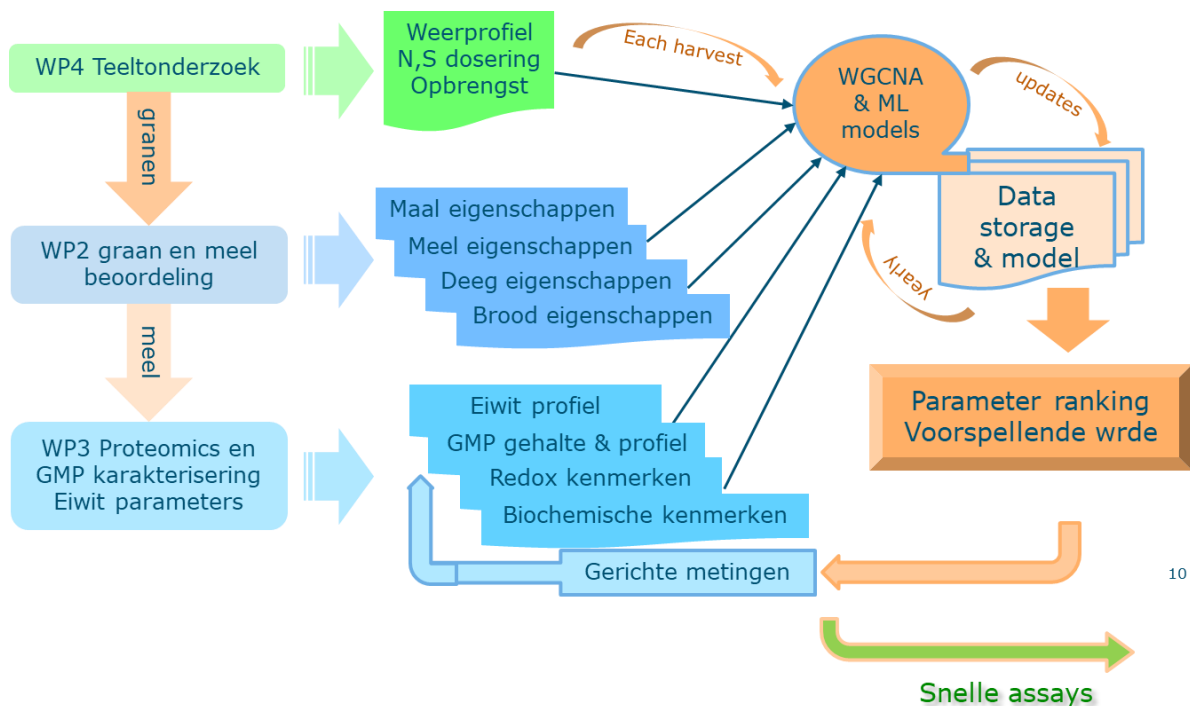 WP4 Teeltonderzoek
Weerprofiel
N,S dosering
Opbrengst
Each harvest
WGCNA
& ML
models
updates
granen
WP2 graan en meel
beoordeling
Maal eigenschappen
Meel eigenschappen
Deeg eigenschappen
Brood eigenschappen
Data
storage
& model
yearly
meel
WP3 Proteomics en
GMP karakterisering
Eiwit parameters
Eiwit profiel
GMP gehalte & profiel
Redox kenmerken
Biochemische kenmerken
Parameter ranking
Voorspellende wrde
Gerichte metingen
10
Snelle assays